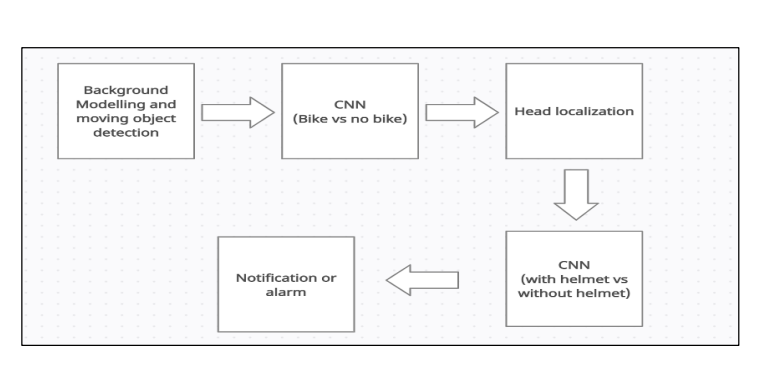 Background
Modelling and
moving object
detection
CNN
(Bike vs no bike)
Head localization
CNN
(with helmet vs
without helmet)
Notification or
alarm